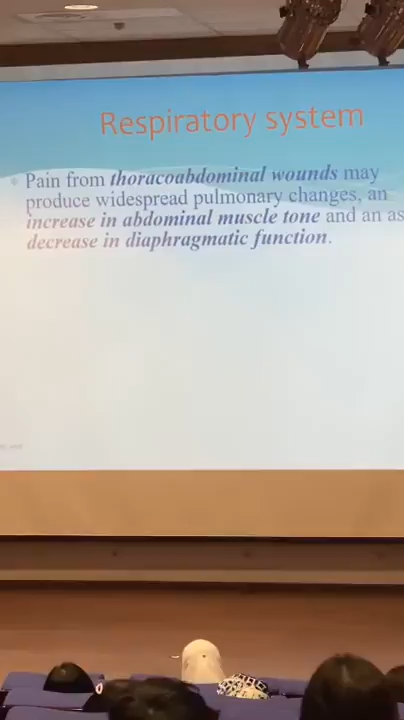 Respiratory system
Pain from thoracoabdominal wounds may
produce widespread pulmonary changes, an
increase in abdominal muscle tone and an as
decrease in diaphragmatic function.